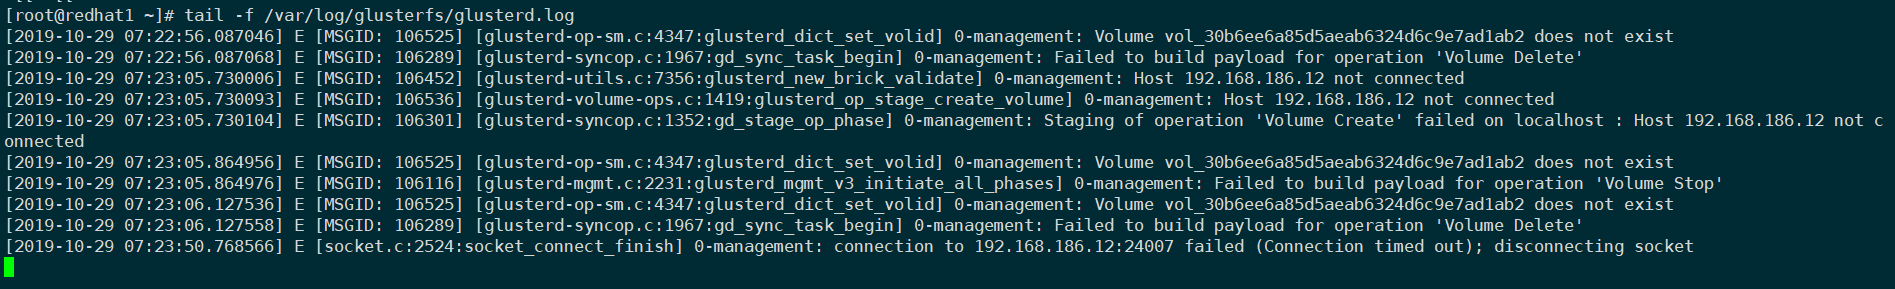 [root@redhat1 ~]# tail -f /var/log/glusterfs/glusterd.log
[2019-10-29 07:22:56.087046] E [MSGID: 106525] [glusterd-op-sm.c:4347:glusterd_dict_set_volid] 0-management: Volume vol_30b6ee6a85d5aeab6324d6c9e7ad1ab2 does not exist
[2019-10-29 07:22:56.087068] E [MSGID: 106289] [glusterd-syncop.c:1967:gd_sync_task_begin] 0-management: Failed to build payload for operation 'Volume Delete'
[2019-10-29 07:23:05.730006] E [MSGID: 106452] [glusterd-utils.c:7356:glusterd_new_brick_validate] 0-management: Host 192.168.186.12 not connected
[2019-10-29 07:23:05.730093] E [MSGID: 106536] [glusterd-volume-ops.c:1419:glusterd_op_stage_create_volume] 0-management: Host 192.168.186.12 not connected
[2019-10-29 07:23:05.730104] E [MSGID: 106301] [glusterd-syncop.c:1352:gd_stage_op_phase] 0-management: Staging of operation 'Volume Create' failed on localhost : Host 192.168.186.12 not c
onnected
[2019-10-29 07:23:05.864956] E [MSGID: 106525] [glusterd-op-sm.c:4347:glusterd_dict_set_volid] 0-management: Volume vol_30b6ee6a85d5aeab6324d6c9e7ad1ab2 does not exist
[2019-10-29 07:23:05.864976] E [MSGID: 106116] [glusterd-mgmt.c:2231:glusterd_mgmt_v3_initiate_all_phases] 0-management: Failed to build payload for operation 'Volume Stop'
[2019-10-29 07:23:06.127536] E [MSGID: 106525] [glusterd-op-sm.c:4347:glusterd_dict_set_volid] 0-management: Volume vol_30b6ee6a85d5aeab6324d6c9e7ad1ab2 does not exist
[2019-10-29 07:23:06.127558] E [MSGID: 106289] [glusterd-syncop.c:1967:gd_sync_task_begin] 0-management: Failed to build payload for operation 'Volume Delete'
[2019-10-29 07:23:50.768566] E [socket.c:2524:socket_connect_finish] 0-management: connection to 192.168.186.12:24007 failed (Connection timed out); disconnecting socket